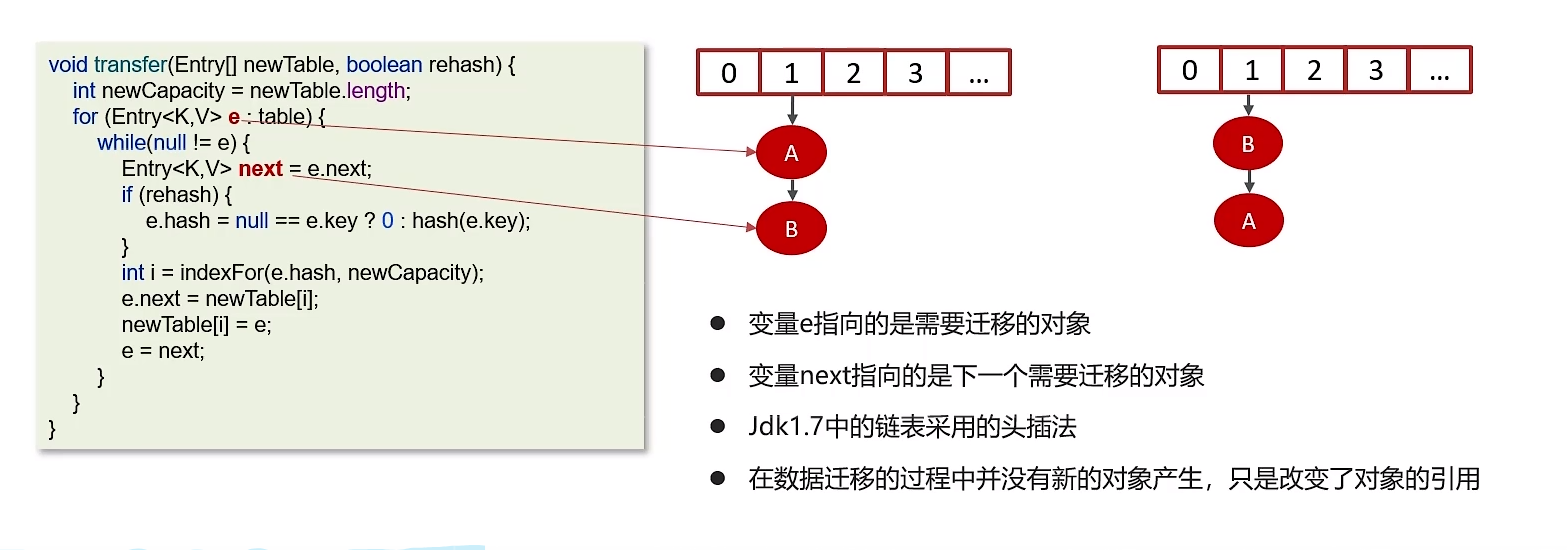 void transfer(Entry[] newTable, boolean rehash) {
int newCapacity = newTable.length;
for (Entry<K,V> e : table) {
while(null != e) {
Entry<K,V> next = e.next;
if (rehash) {
e.hash = null == e.key ? 0 : hash(e.key);
}
int i = indexFor(e.hash, newCapacity);
e.next = newTable[i];
newTable[i] = e;
e = next;
}
}
}
0 1 2 3 ...
A
B
0 1 2 3 ...
B
A
● 变量e指向的是需要迁移的对象
● 变量next指向的是下一个需要迁移的对象
● Jdk1.7中的链表采用的头插法
● 在数据迁移的过程中并没有新的对象产生，只是改变了对象的引用